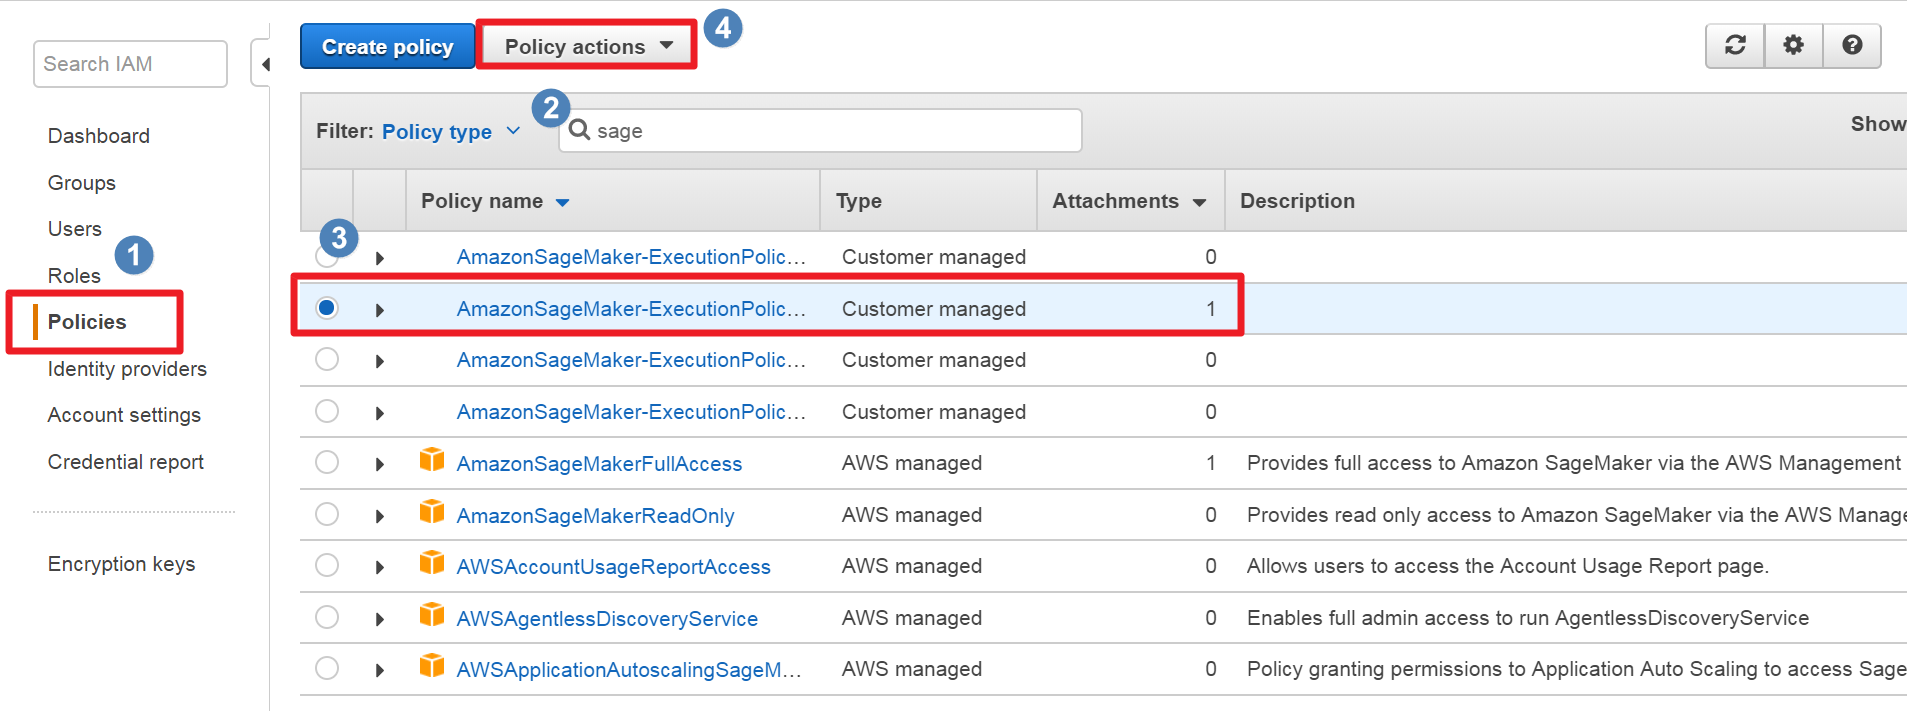 Search IAM
Dashboard
Groups
Users
1
Roles
Policies
Identity providers
Account settings
Credential report
Encryption keys
Create policy
Policy actions
4
Filter: Policy type
2
sage
Show
Policy name Type Attachments Description
3
AmazonSageMaker-ExecutionPolic... Customer managed 0
AmazonSageMaker-ExecutionPolic... Customer managed 1
AmazonSageMaker-ExecutionPolic... Customer managed 0
AmazonSageMaker-ExecutionPolic... Customer managed 0
AmazonSageMakerFullAccess AWS managed 1 Provides full access to Amazon SageMaker via the AWS Management
AmazonSageMakerReadOnly AWS managed 0 Provides read only access to Amazon SageMaker via the AWS Manage
AWSAccountUsageReportAccess AWS managed 0 Allows users to access the Account Usage Report page.
AWSAgentlessDiscoveryService AWS managed 0 Enables full admin access to run AgentlessDiscoveryService
AWSApplicationAutoscalingSageM... AWS managed 0 Policy granting permissions to Application Auto Scaling to access Sage